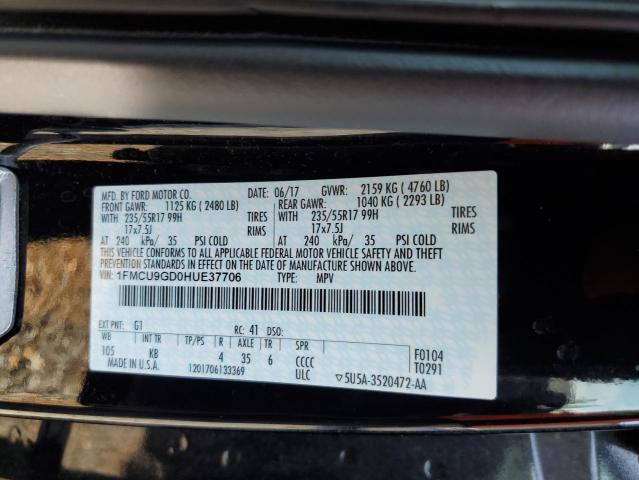 MFD. BY FORD MOTOR CO. DATE: 06/17 GVWR: 2159 KG ( 4760 LB)
FRONT GAWR: 1125 KG ( 2480 LB) REAR GAWR: 1040 KG ( 2293 LB)
WITH 235/55R17 99H TIRES WITH 235/55R17 99H TIRES
17x7.5J RIMS 17x7.5J RIMS
AT 240 kPa/ 35 PSI COLD AT 240 kPa/ 35 PSI COLD
THIS VEHICLE CONFORMS TO ALL APPLICABLE FEDERAL MOTOR VEHICLE SAFETY AND THEFT
PREVENTION STANDARDS IN EFFECT ON THE DATE OF MANUFACTURE SHOWN ABOVE.
VIN: 1FMCU9GD0HUE37706 TYPE: MPV
EXT PNT: G1 RC: 41 DSO:
WB INT TR TP/PS R AXLE TR SPR F0104
105 KB 4 35 6 CCCC T0291
MADE IN U.S.A. 1201706133369 ULC ▽5U5A-3520472-AA